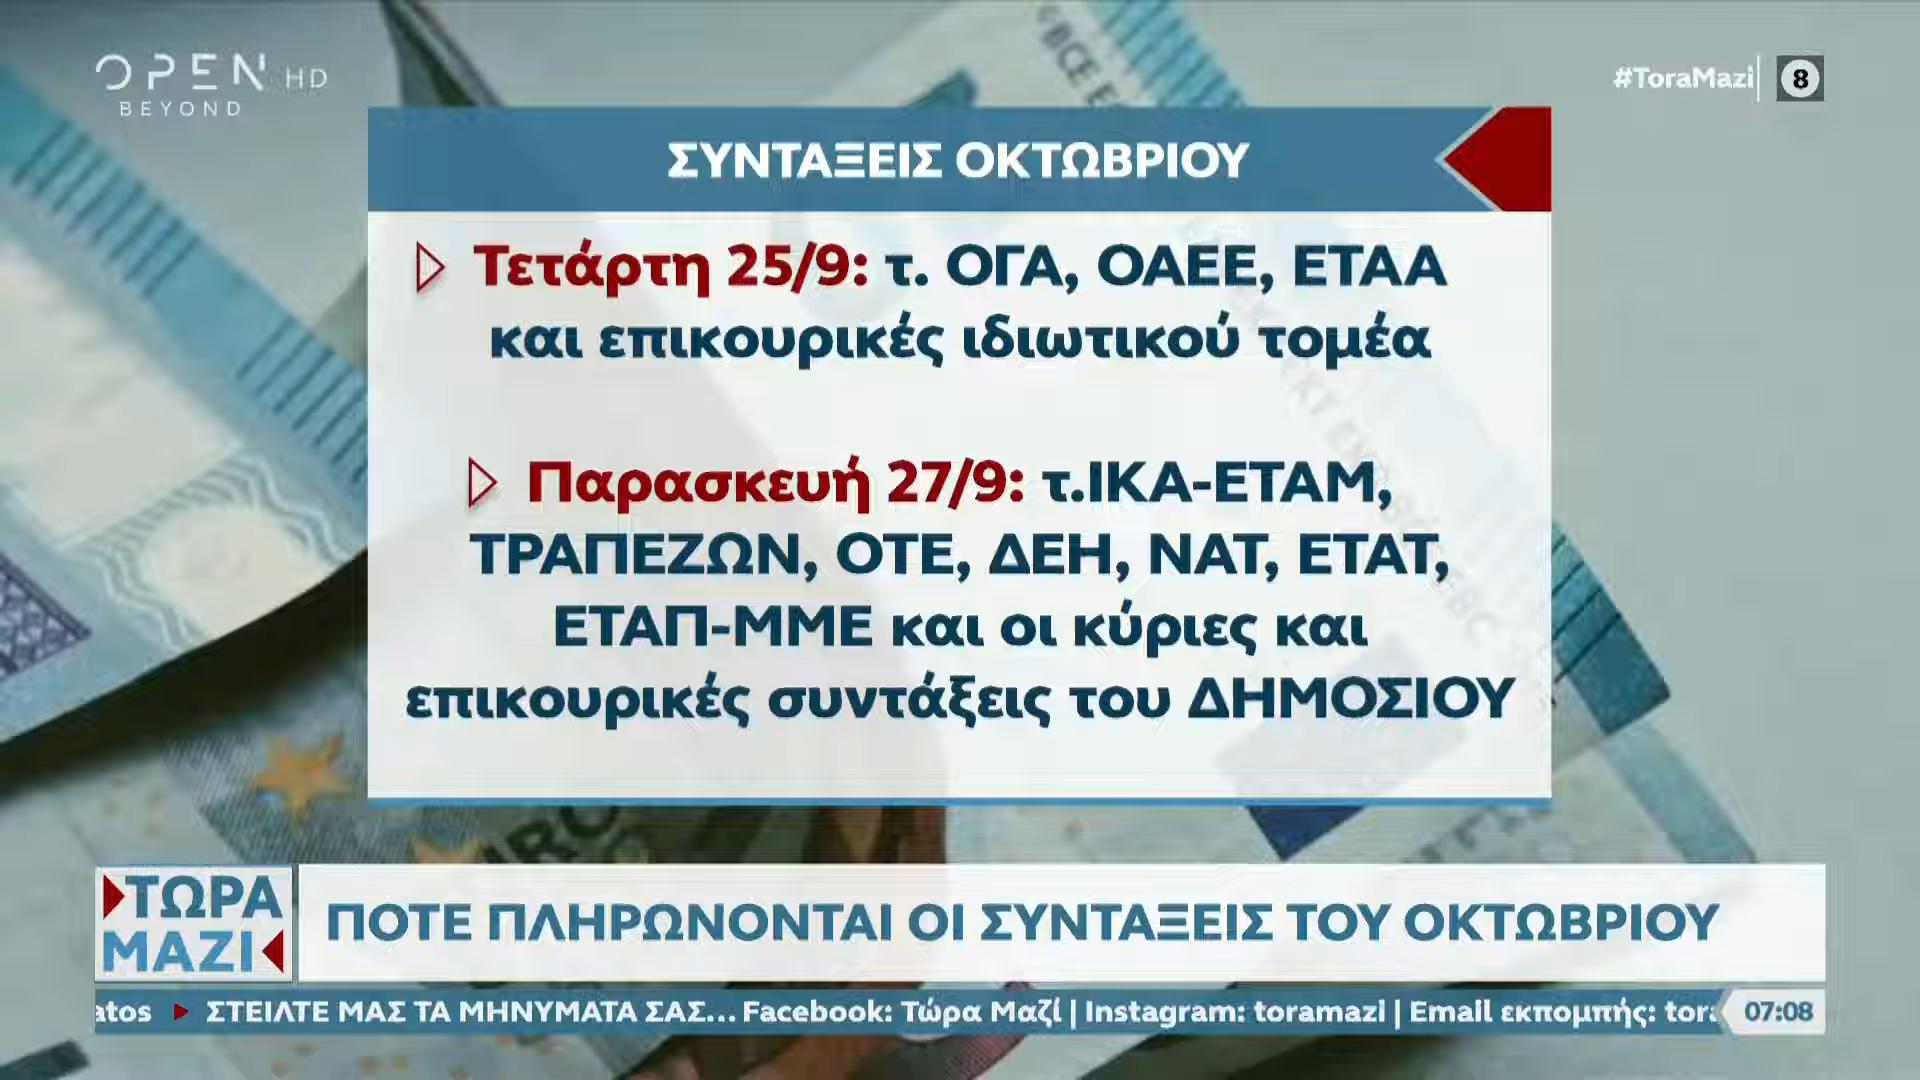 OPEN HD
BEYOND
#ToraMazi
8
ΣΥΝΤΑΞΕΙΣ ΟΚΤΩΒΡΙΟΥ
Τετάρτη 25/9: τ. ΟΓΑ, ΟΑΕΕ, ΕΤΑΑ
και επικουρικές ιδιωτικού τομέα
Παρασκευή 27/9: τ.ΙΚΑ-ΕΤΑΜ,
ΤΡΑΠΕΖΩΝ, ΟΤΕ, ΔΕΗ, ΝΑΤ, ΕΤΑΤ,
ΕΤΑΠ-ΜΜΕ και οι κύριες και
επικουρικές συντάξεις του ΔΗΜΟΣΙΟΥ
ΤΩΡΑ
ΜΑΖΙ
ΠΟΤΕ ΠΛΗΡΩΝΟΝΤΑΙ ΟΙ ΣΥΝΤΑΞΕΙΣ ΤΟΥ ΟΚΤΩΒΡΙΟΥ
atos ΣΤΕΙΛΤΕ ΜΑΣ ΤΑ ΜΗΝΥΜΑΤΑ ΣΑΣ... Facebook: Τώρα Μαζί | Instagram: toramazi | Email εκπομπής: tor
07:08